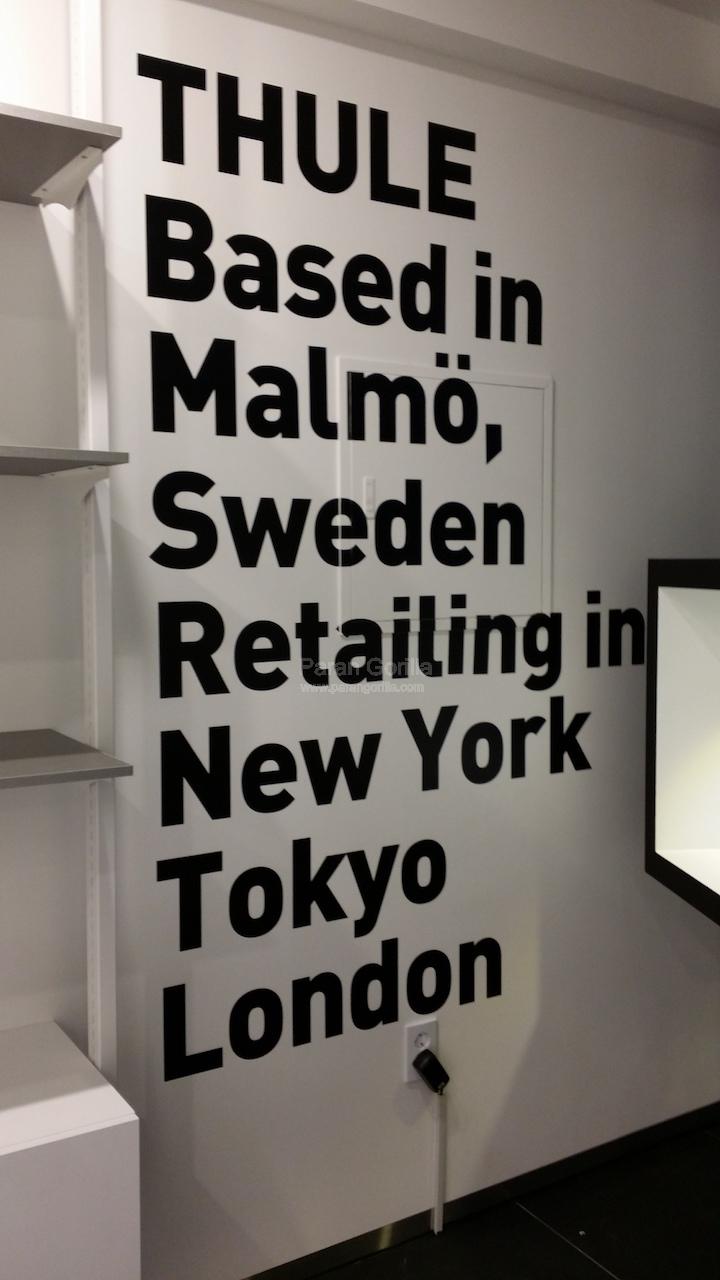 THULE
Based in
Malmö,
Sweden
Retailing in
Paran Gorilla
www.parangorilla.com
New York
Tokyo
London